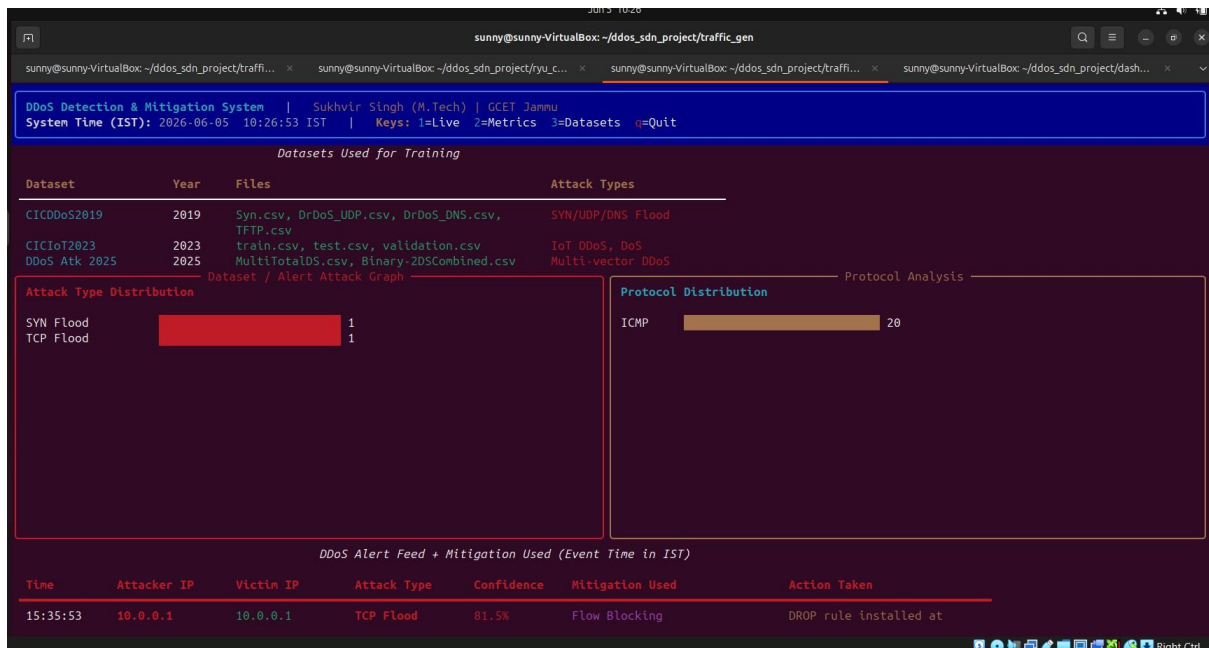 Jun 5 10:26
sunny@sunny-VirtualBox: ~/ddos_sdn_project/traffic_gen
sunny@sunny-VirtualBox: ~/ddos_sdn_project/traffi... × sunny@sunny-VirtualBox: ~/ddos_sdn_project/ryu_c... × sunny@sunny-VirtualBox: ~/ddos_sdn_project/traffi... × sunny@sunny-VirtualBox: ~/ddos_sdn_project/dash... ×
DDoS Detection & Mitigation System | Sukhvir Singh (M.Tech) | GCET Jammu
System Time (IST): 2026-06-05 10:26:53 IST | Keys: 1=Live 2=Metrics 3=Datasets q=Quit
Datasets Used for Training
Dataset Year Files Attack Types
CICDDoS2019 2019 Syn.csv, DrDoS_UDP.csv, DrDoS_DNS.csv, SYN/UDP/DNS Flood
TFTP.csv
CICIoT2023 2023 train.csv, test.csv, validation.csv IoT DDoS, DoS
DDoS Atk 2025 2025 MultiTotalDS.csv, Binary-2DSCombined.csv Multi-vector DDoS
Dataset / Alert Attack Graph
Attack Type Distribution
SYN Flood 1
TCP Flood 1
Protocol Analysis
Protocol Distribution
ICMP 20
DDoS Alert Feed + Mitigation Used (Event Time in IST)
Time Attacker IP Victim IP Attack Type Confidence Mitigation Used Action Taken
15:35:53 10.0.0.1 10.0.0.1 TCP Flood 81.5% Flow Blocking DROP rule installed at
Right Ctrl